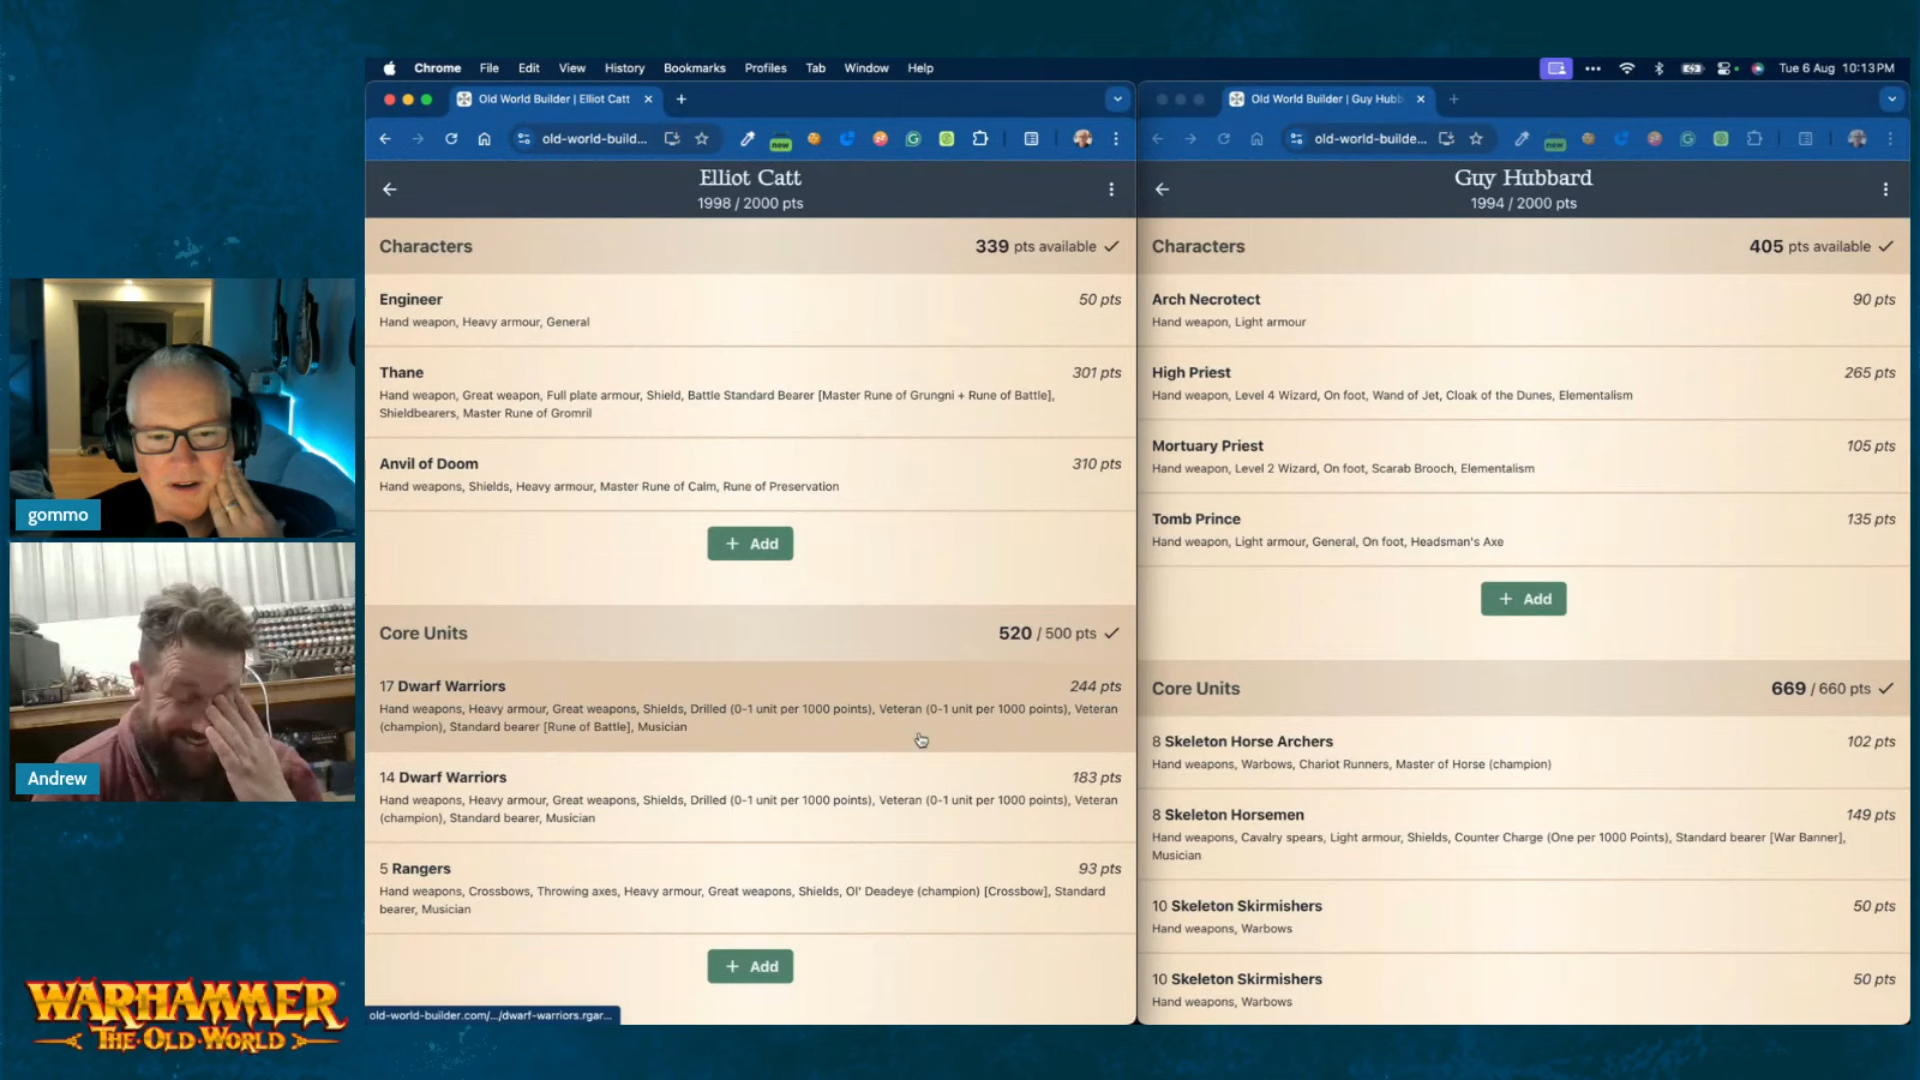 Chrome File Edit View History Bookmarks Profiles Tab Window Help
Tue 6 Aug 10:13 PM
Old World Builder | Elliot Catt
old-world-build...
new
Elliot Catt
1998 / 2000 pts
Characters
339 pts available
Engineer
50 pts
Hand weapon, Heavy armour, General
Thane
301 pts
Hand weapon, Great weapon, Full plate armour, Shield, Battle Standard Bearer [Master Rune of Grungni + Rune of Battle],
Shieldbearers, Master Rune of Gromril
Anvil of Doom
310 pts
Hand weapons, Shields, Heavy armour, Master Rune of Calm, Rune of Preservation
+ Add
Core Units
520 / 500 pts
17 Dwarf Warriors
244 pts
Hand weapons, Heavy armour, Great weapons, Shields, Drilled (0-1 unit per 1000 points), Veteran (0-1 unit per 1000 points), Veteran
(champion), Standard bearer [Rune of Battle], Musician
14 Dwarf Warriors
183 pts
Hand weapons, Heavy armour, Great weapons, Shields, Drilled (0-1 unit per 1000 points), Veteran (0-1 unit per 1000 points), Veteran
(champion), Standard bearer, Musician
5 Rangers
93 pts
Hand weapons, Crossbows, Throwing axes, Heavy armour, Great weapons, Shields, Ol' Deadeye (champion) [Crossbow], Standard
bearer, Musician
+ Add
old-world-builder.com/.../dwarf-warriors.rgar...
Old World Builder | Guy Hubb
old-world-builde...
new
Guy Hubbard
1994 / 2000 pts
Characters
405 pts available
Arch Necrotect
90 pts
Hand weapon, Light armour
High Priest
265 pts
Hand weapon, Level 4 Wizard, On foot, Wand of Jet, Cloak of the Dunes, Elementalism
Mortuary Priest
105 pts
Hand weapon, Level 2 Wizard, On foot, Scarab Brooch, Elementalism
Tomb Prince
135 pts
Hand weapon, Light armour, General, On foot, Headsman's Axe
+ Add
Core Units
669 / 660 pts
8 Skeleton Horse Archers
102 pts
Hand weapons, Warbows, Chariot Runners, Master of Horse (champion)
8 Skeleton Horsemen
149 pts
Hand weapons, Cavalry spears, Light armour, Shields, Counter Charge (One per 1000 Points), Standard bearer [War Banner],
Musician
10 Skeleton Skirmishers
50 pts
Hand weapons, Warbows
10 Skeleton Skirmishers
50 pts
Hand weapons, Warbows
gommo
Andrew
WARHAMMER
THE OLD WORLD